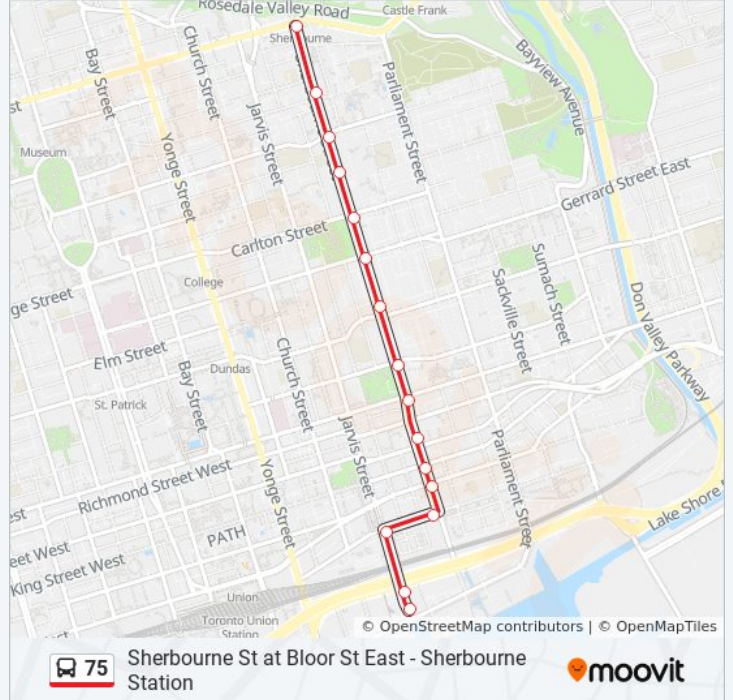 Rosedale Valley Road
Castle Frank
Sherbourne
Bay Street
Church Street
Bayview Avenue
Parliament Street
st
Jarvis Street
Museum
Yonge Street
Gerrard Street East
Carlton Street
Sumach Street
College
Sackville Street
ge Street
Don Valley Parkway
Elm Street
Church Street
Bay Street
Dundas
St. Patrick
Jarvis Street
Parliament Street
Richmond Street West
Yonge Street
est
Lake Shore
PATH
eet West
King Street West
Union
Toronto Union
Station
st
© OpenStreetMap contributors | © OpenMapTiles
75
Sherbourne St at Bloor St East - Sherbourne
Station
moovit